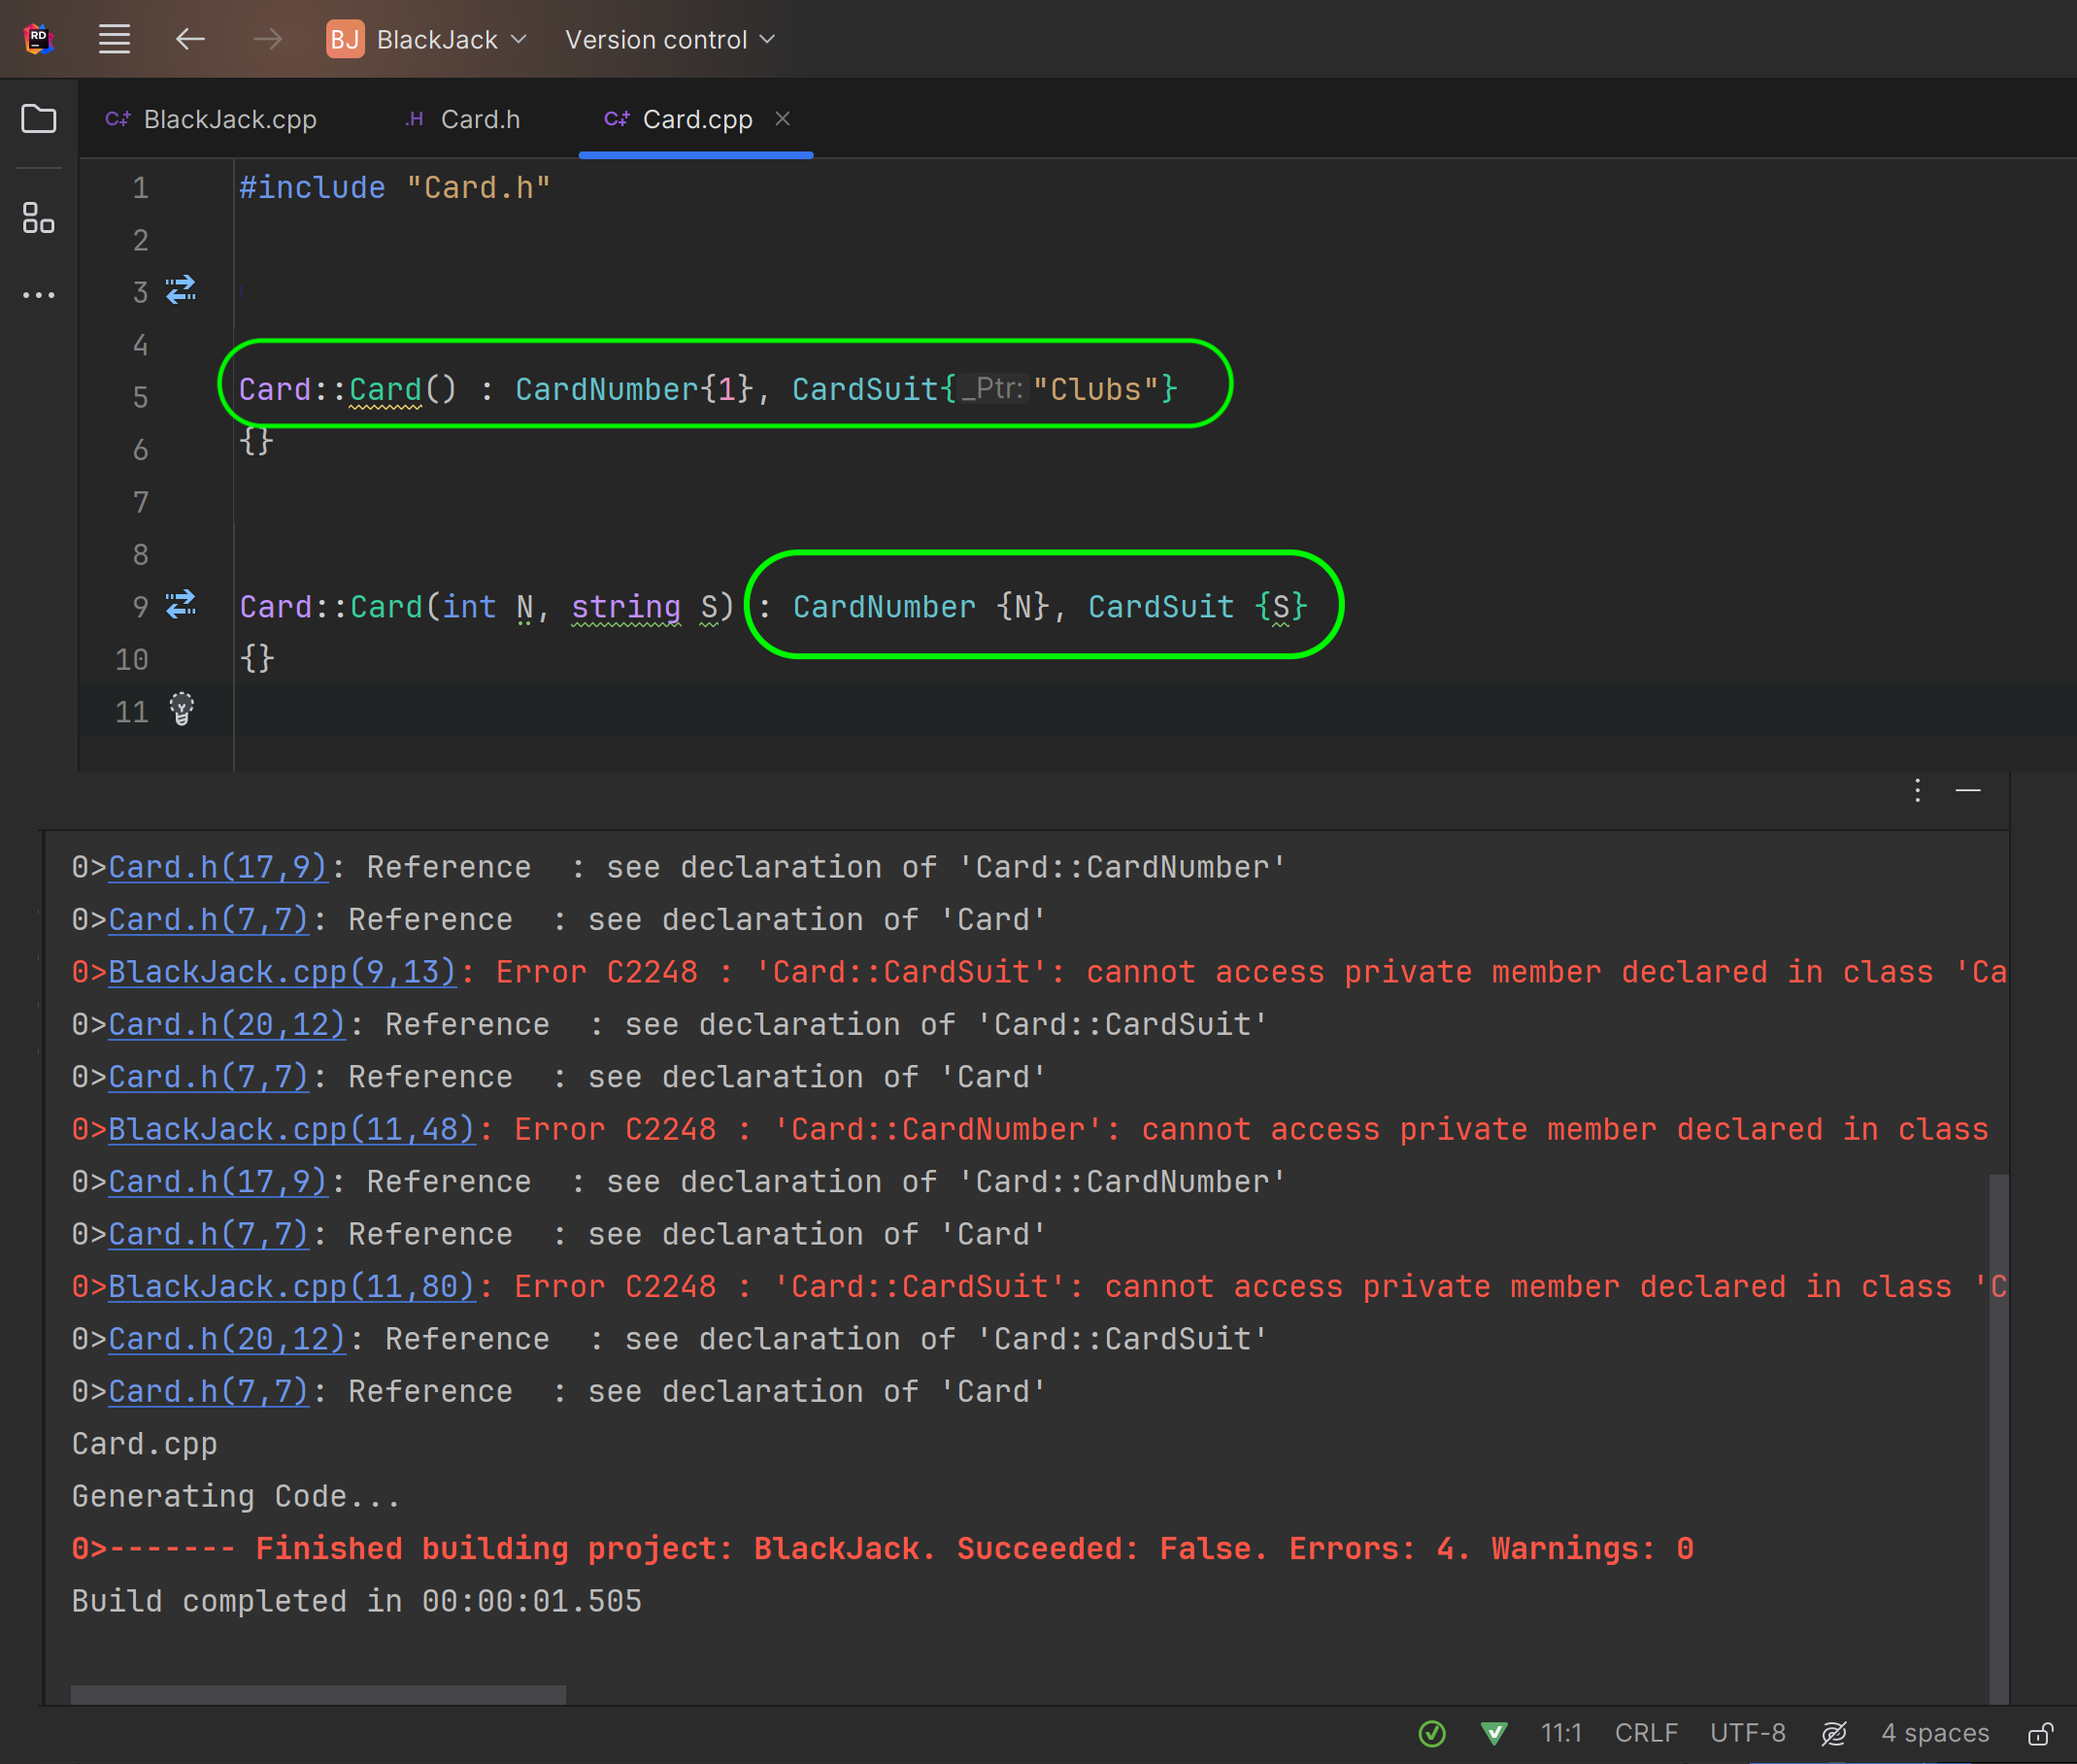 RD
BJ BlackJack Version control
C++ BlackJack.cpp .H Card.h C++ Card.cpp
1 #include "Card.h"
2
3
4
5 Card::Card() : CardNumber{1}, CardSuit{_Ptr:"Clubs"}
6 {}
7
8
9 Card::Card(int N, string S) : CardNumber {N}, CardSuit {S}
10 {}
11
0>Card.h(17,9): Reference  : see declaration of 'Card::CardNumber'
0>Card.h(7,7): Reference  : see declaration of 'Card'
0>BlackJack.cpp(9,13): Error C2248 : 'Card::CardSuit': cannot access private member declared in class 'Ca
0>Card.h(20,12): Reference  : see declaration of 'Card::CardSuit'
0>Card.h(7,7): Reference  : see declaration of 'Card'
0>BlackJack.cpp(11,48): Error C2248 : 'Card::CardNumber': cannot access private member declared in class
0>Card.h(17,9): Reference  : see declaration of 'Card::CardNumber'
0>Card.h(7,7): Reference  : see declaration of 'Card'
0>BlackJack.cpp(11,80): Error C2248 : 'Card::CardSuit': cannot access private member declared in class 'C
0>Card.h(20,12): Reference  : see declaration of 'Card::CardSuit'
0>Card.h(7,7): Reference  : see declaration of 'Card'
Card.cpp
Generating Code...
0>------- Finished building project: BlackJack. Succeeded: False. Errors: 4. Warnings: 0
Build completed in 00:00:01.505
11:1 CRLF UTF-8 4 spaces